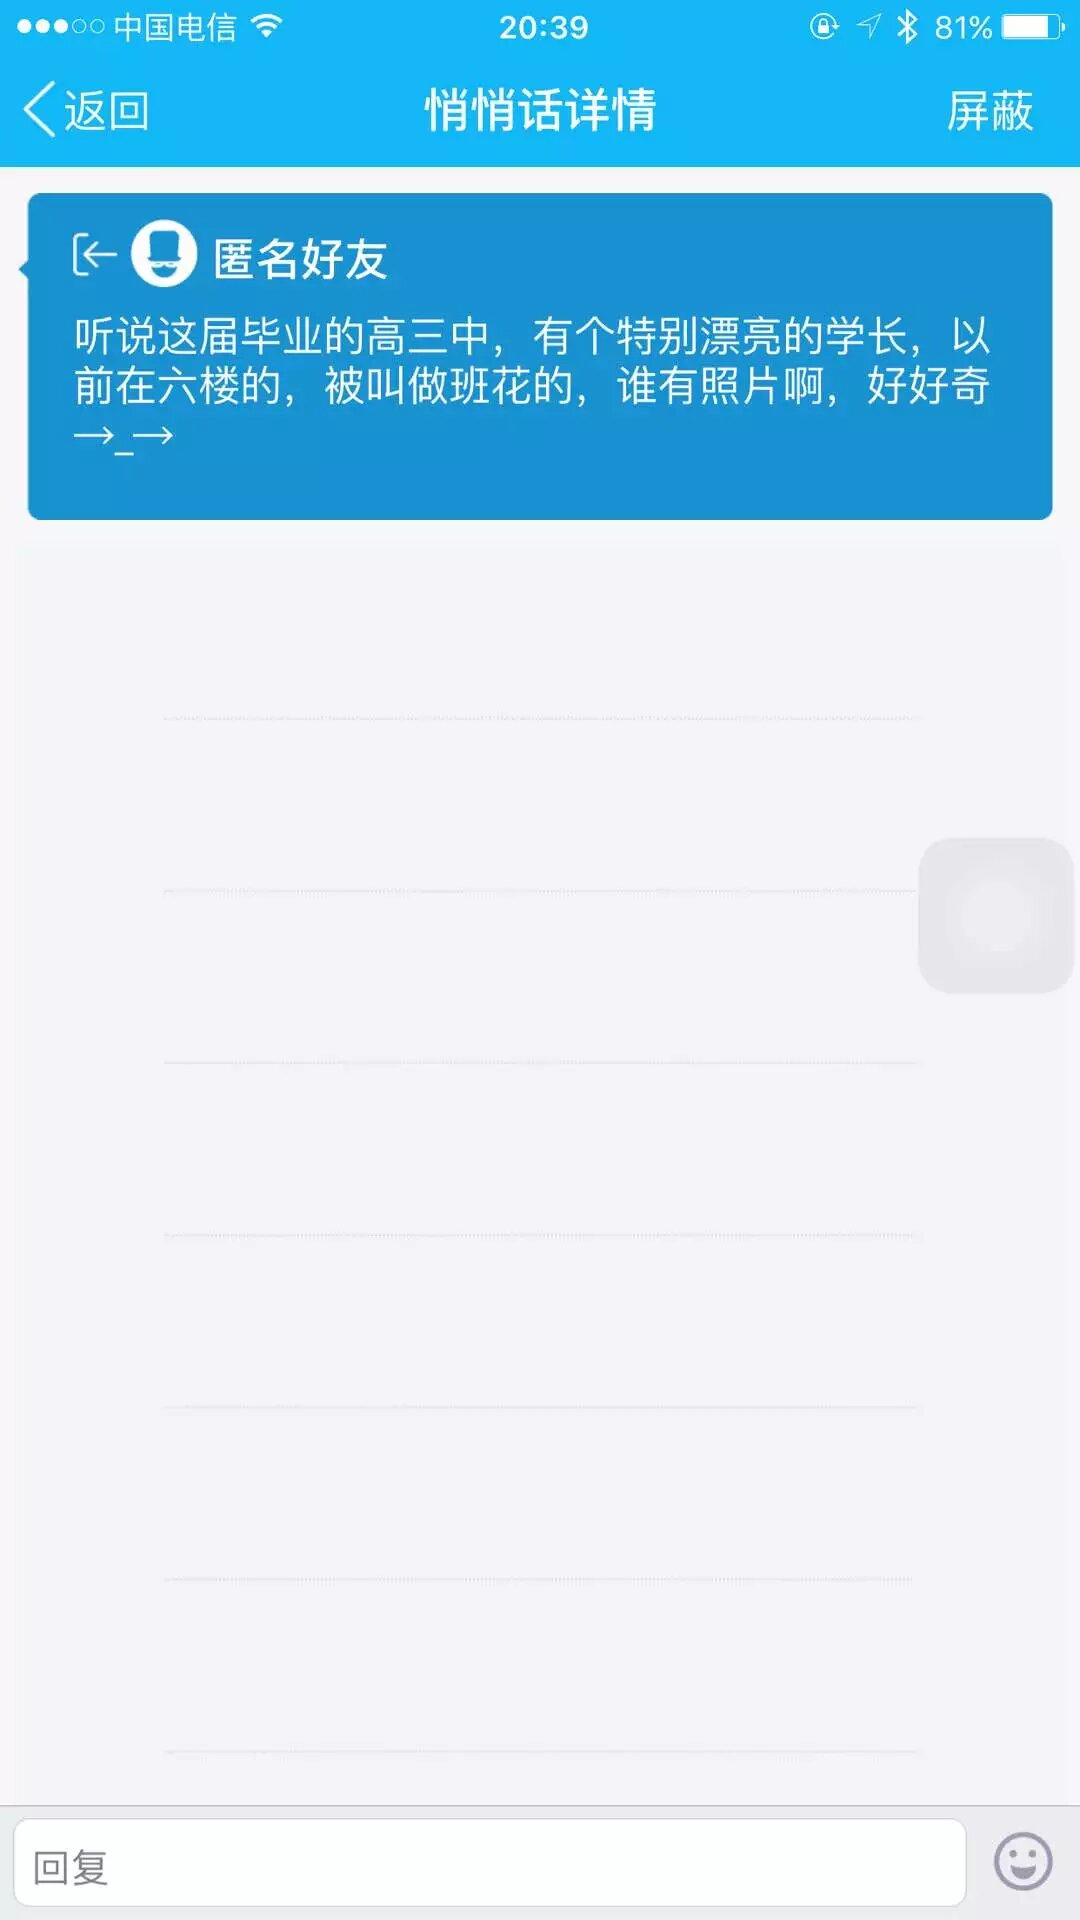 中国电信 20:39 81%
返回 悄悄话详情 屏蔽
匿名好友
听说这届毕业的高三中，有个特别漂亮的学长，以
前在六楼的，被叫做班花的，谁有照片啊，好好奇
→_→
回复